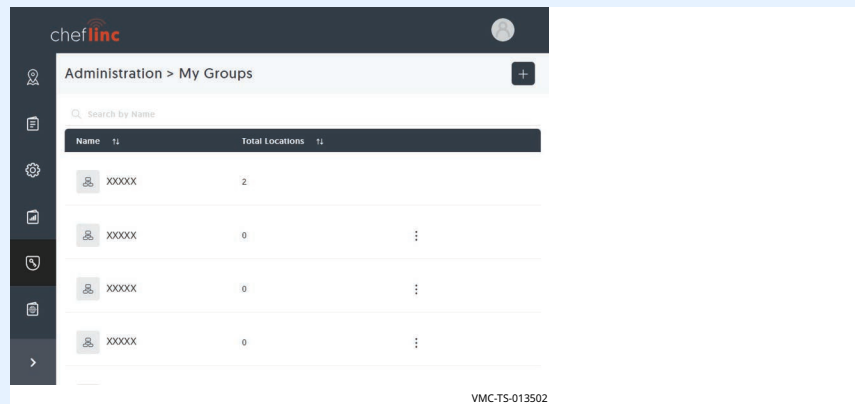 cheflinc
Administration > My Groups
+
Search by Name
Name Total Locations
XXXXX 2
XXXXX 0
XXXXX 0
XXXXX 0
VMC-TS-013502